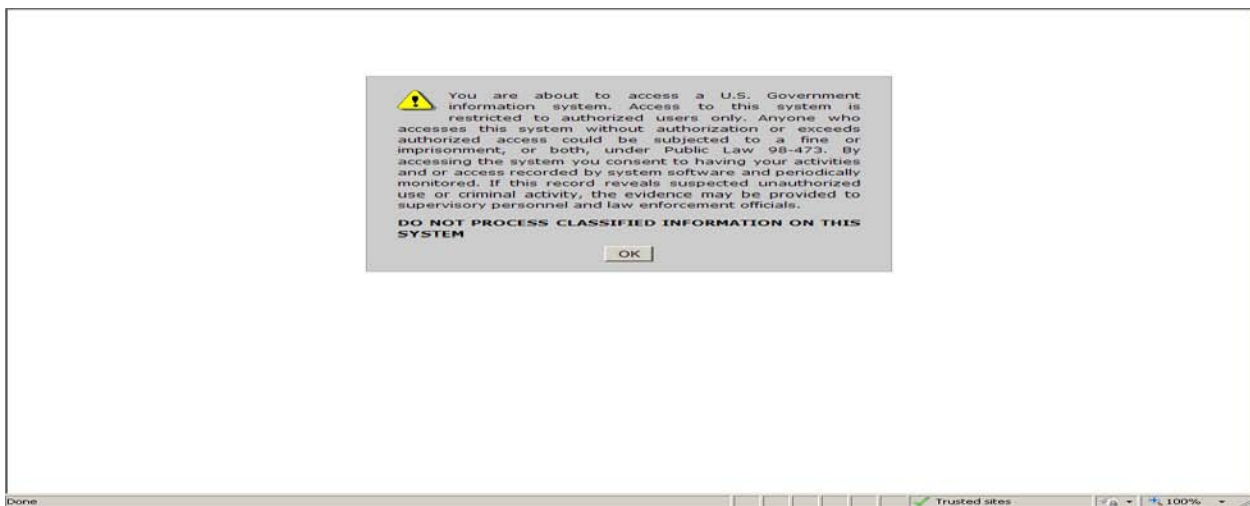 You are about to access a U.S. Government
information system. Access to this system is
restricted to authorized users only. Anyone who
accesses this system without authorization or exceeds
authorized access could be subjected to a fine or
imprisonment, or both, under Public Law 98-473. By
accessing the system you consent to having your activities
and or access recorded by system software and periodically
monitored. If this record reveals suspected unauthorized
use or criminal activity, the evidence may be provided to
supervisory personnel and law enforcement officials.
DO NOT PROCESS CLASSIFIED INFORMATION ON THIS
SYSTEM
OK
Done Trusted sites 100%